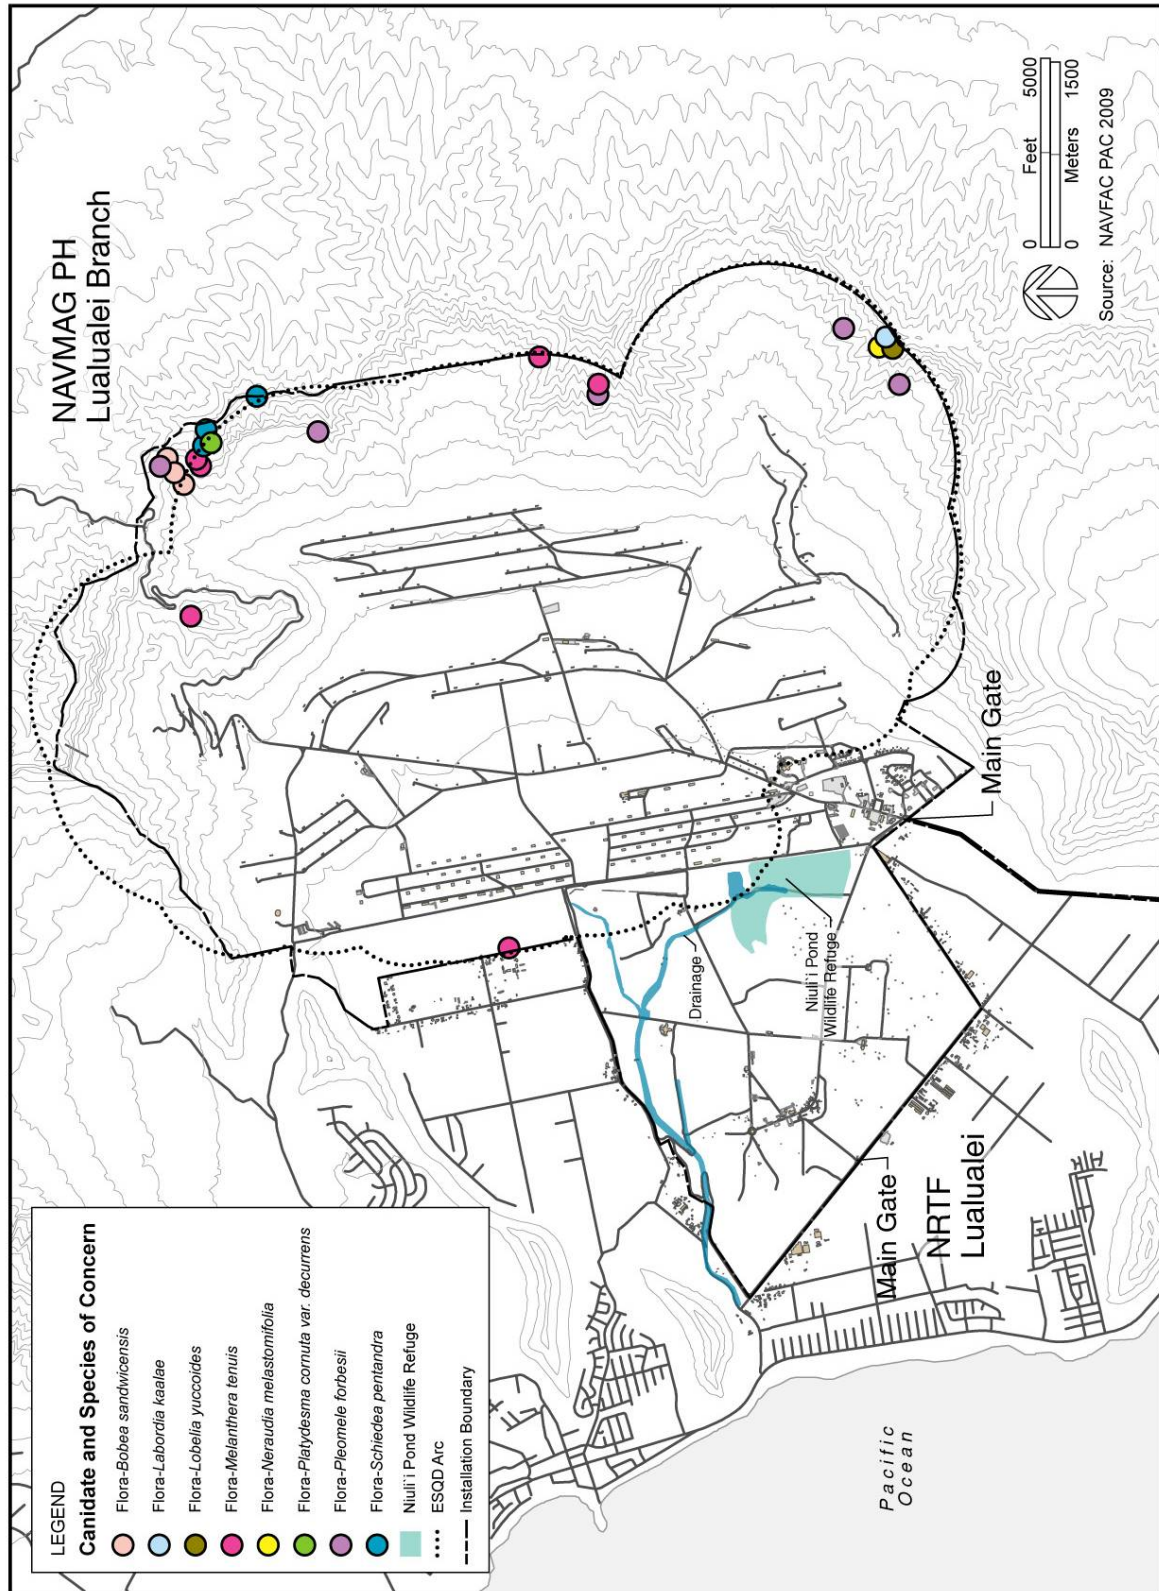 LEGEND
Canidate and Species of Concern
Flora-Bobea sandwicensis
Flora-Labordia kaalae
Flora-Lobelia yuccoides
Flora-Melanthera tenuis
Flora-Neraudia melastomifolia
Flora-Platydesma cornuta var. decurrens
Flora-Pleomele forbesii
Flora-Schiedea pentandra
Niuli`i Pond Wildlife Refuge
ESQD Arc
Installation Boundary
NAVMAG PH
Lualualei Branch
Drainage
Niuli`i Pond
Wildlife Refuge
Main Gate
Main Gate
NRTF
Lualualei
Pacific
Ocean
0 Feet 5000
0 Meters 1500
Source: NAVFAC PAC 2009